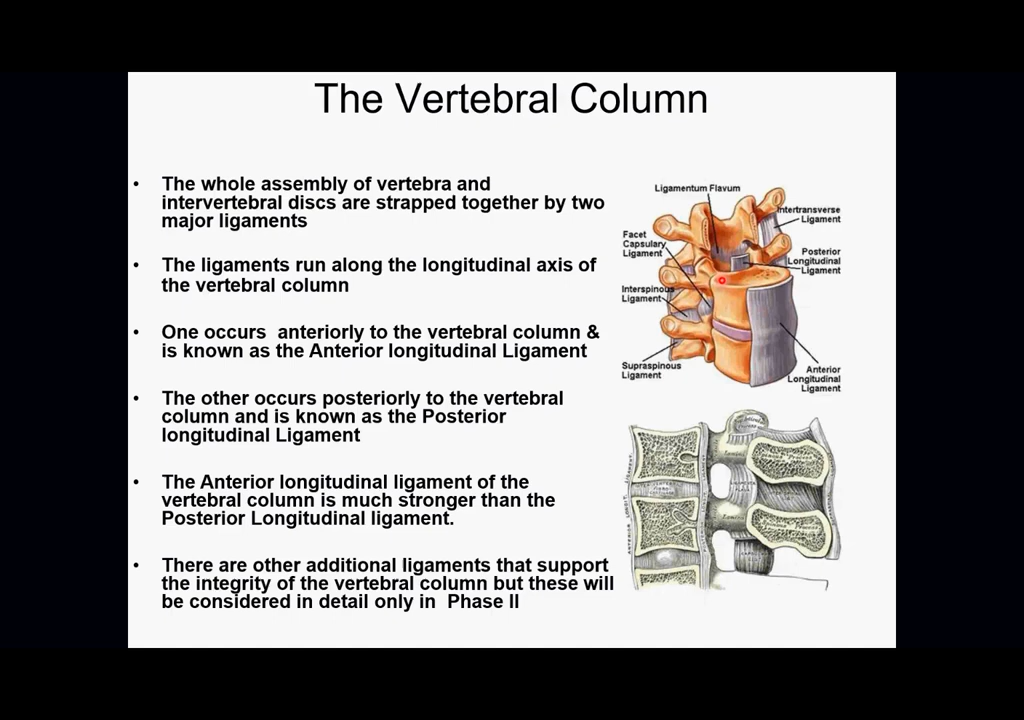 The Vertebral Column
• The whole assembly of vertebra and
intervertebral discs are strapped together by two
major ligaments
• The ligaments run along the longitudinal axis of
the vertebral column
• One occurs anteriorly to the vertebral column &
is known as the Anterior longitudinal Ligament
• The other occurs posteriorly to the vertebral
column and is known as the Posterior
longitudinal Ligament
• The Anterior longitudinal ligament of the
vertebral column is much stronger than the
Posterior Longitudinal ligament.
• There are other additional ligaments that support
the integrity of the vertebral column but these will
be considered in detail only in Phase II
Ligamentum Flavum
Intertransverse
Ligament
Facet
Capsulary
Ligament
Posterior
Longitudinal
Ligament
Interspinous
Ligament
Supraspinous
Ligament
Anterior
Longitudinal
Ligament